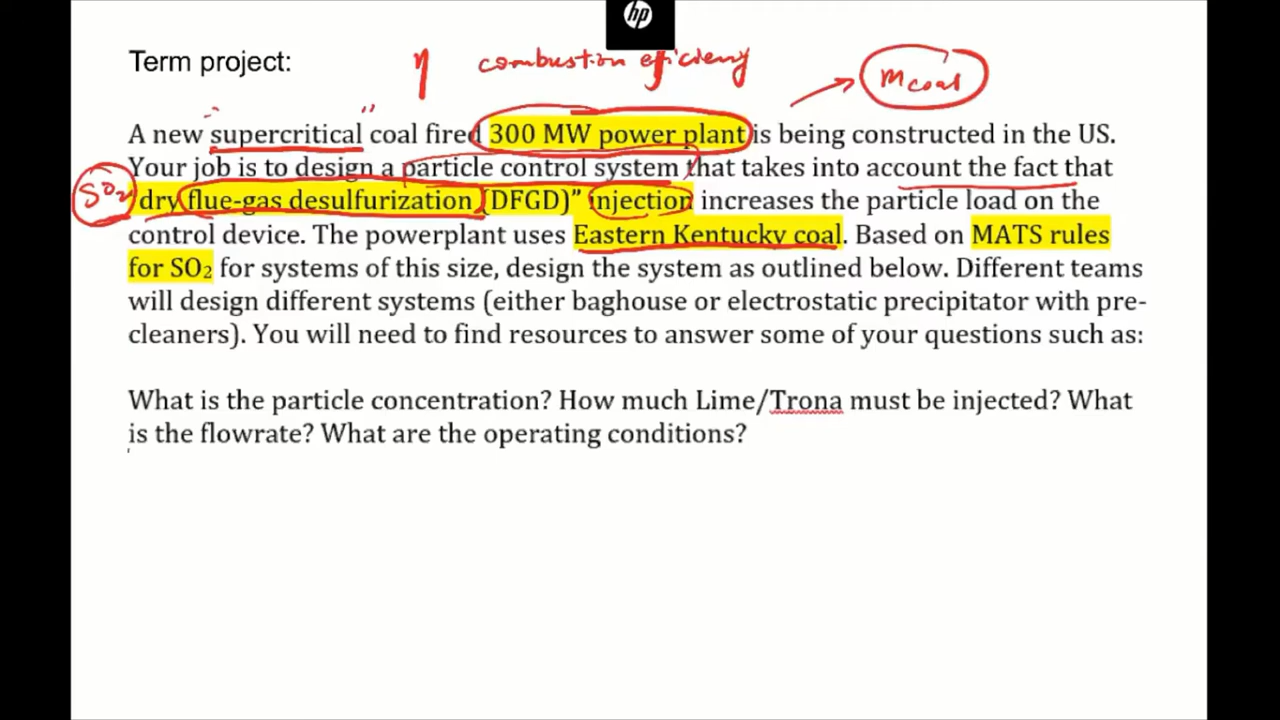 hp
Term project: η combustion efficiency
mcoal
A new "supercritical" coal fired 300 MW power plant is being constructed in the US.
Your job is to design a particle control system that takes into account the fact that
SO₂ dry flue-gas desulfurization (DFGD)” injection increases the particle load on the
control device. The powerplant uses Eastern Kentucky coal. Based on MATS rules
for SO₂ for systems of this size, design the system as outlined below. Different teams
will design different systems (either baghouse or electrostatic precipitator with pre-
cleaners). You will need to find resources to answer some of your questions such as:
What is the particle concentration? How much Lime/Trona must be injected? What
is the flowrate? What are the operating conditions?